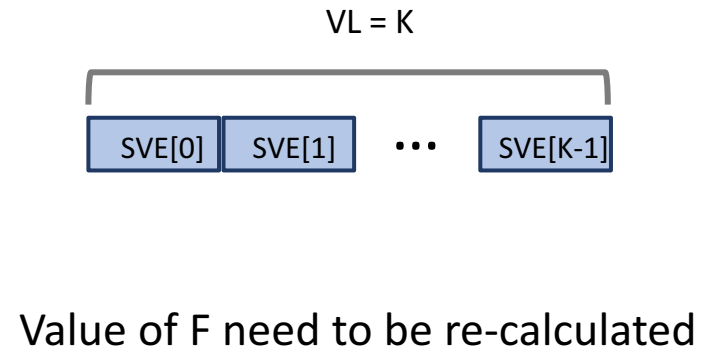 VL = K
SVE[0] SVE[1] ••• SVE[K-1]
Value of F need to be re-calculated